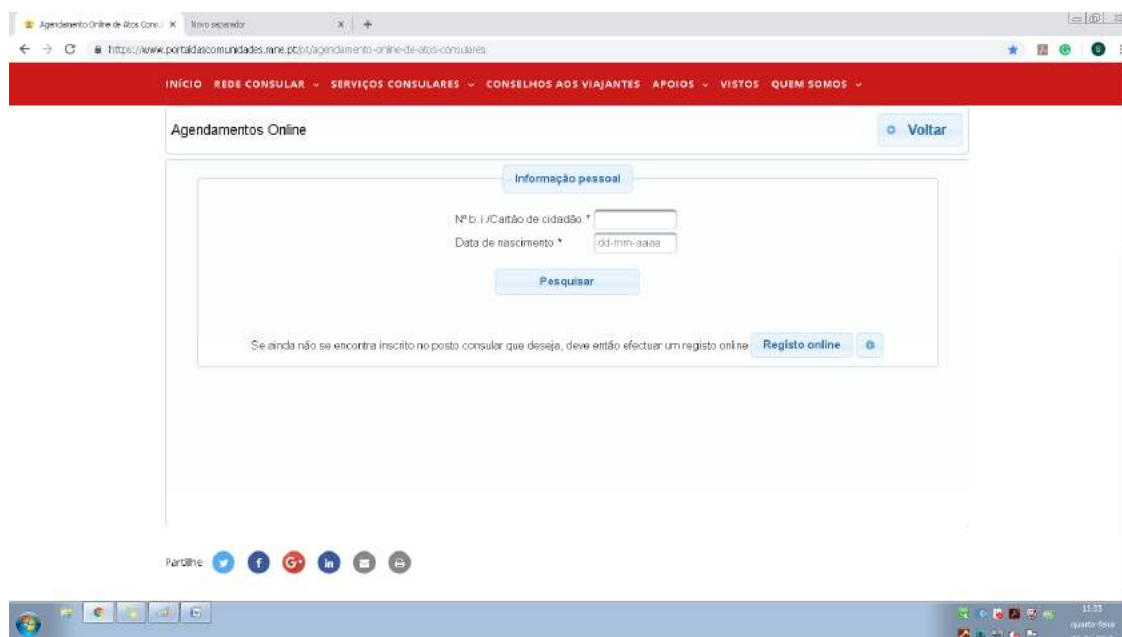 Agendamento Online de Atos Cons
Novo separador
https://www.portaldascomunidades.mne.pt/pt/agendamento-online-de-atos-consulares
S
INÍCIO REDE CONSULAR SERVIÇOS CONSULARES CONSELHOS AOS VIAJANTES APOIOS VISTOS QUEM SOMOS
Agendamentos Online
Voltar
Informação pessoal
Nº b. i./Cartão de cidadão *
Data de nascimento * dd-mm-aaaa
Pesquisar
Se ainda não se encontra inscrito no posto consular que deseja, deve então efectuar um registo online Registo online
Partilhe
11:33
quarta-feira